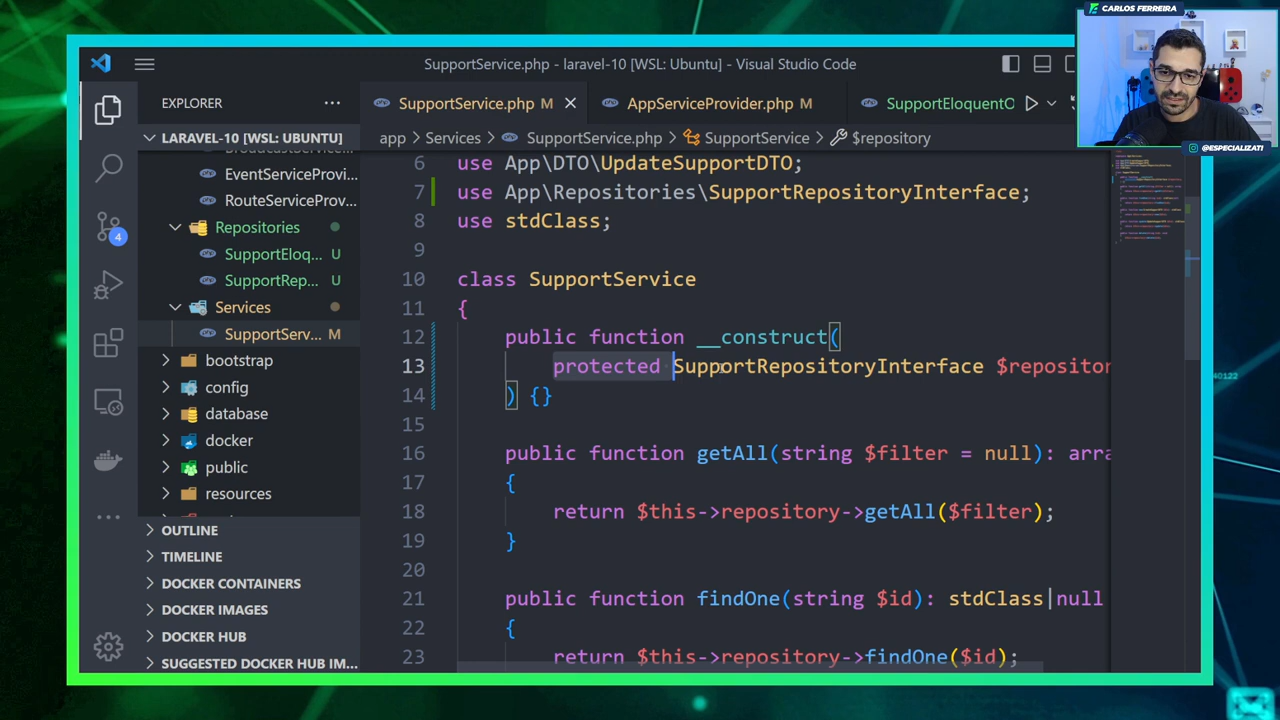 CARLOS FERREIRA
@ESPECIALIZATI
SupportService.php - laravel-10 [WSL: Ubuntu] - Visual Studio Code
EXPLORER
LARAVEL-10 [WSL: UBUNTU]
BroadcastService...
EventServiceProvi...
RouteServiceProv...
Repositories
SupportEloq... U
SupportRep... U
Services
SupportServ... M
bootstrap
config
database
docker
public
resources
OUTLINE
TIMELINE
DOCKER CONTAINERS
DOCKER IMAGES
DOCKER HUB
SUGGESTED DOCKER HUB IM...
4
SupportService.php M
AppServiceProvider.php M
SupportEloquentO
app > Services > SupportService.php > SupportService > $repository
6 use App\DTO\UpdateSupportDTO;
7 use App\Repositories\SupportRepositoryInterface;
8 use stdClass;
9
10 class SupportService
11 {
12 public function __construct(
13 protected SupportRepositoryInterface $repositor
14 ) {}
15
16 public function getAll(string $filter = null): arra
17 {
18 return $this->repository->getAll($filter);
19 }
20
21 public function findOne(string $id): stdClass|null
22 {
23 return $this->repository->findOne($id);